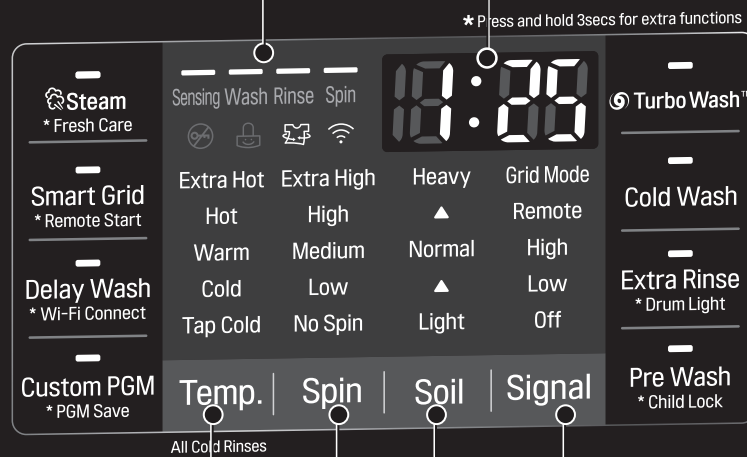 * Press and hold 3secs for extra functions
Steam
* Fresh Care
Smart Grid
* Remote Start
Delay Wash
* Wi-Fi Connect
Custom PGM
* PGM Save
Sensing Wash Rinse Spin
1:25
Extra Hot Extra High Heavy Grid Mode
Hot High ▲ Remote
Warm Medium Normal High
Cold Low ▲ Low
Tap Cold No Spin Light Off
Temp. Spin Soil Signal
All Cold Rinses
Turbo Wash™
Cold Wash
Extra Rinse
* Drum Light
Pre Wash
* Child Lock